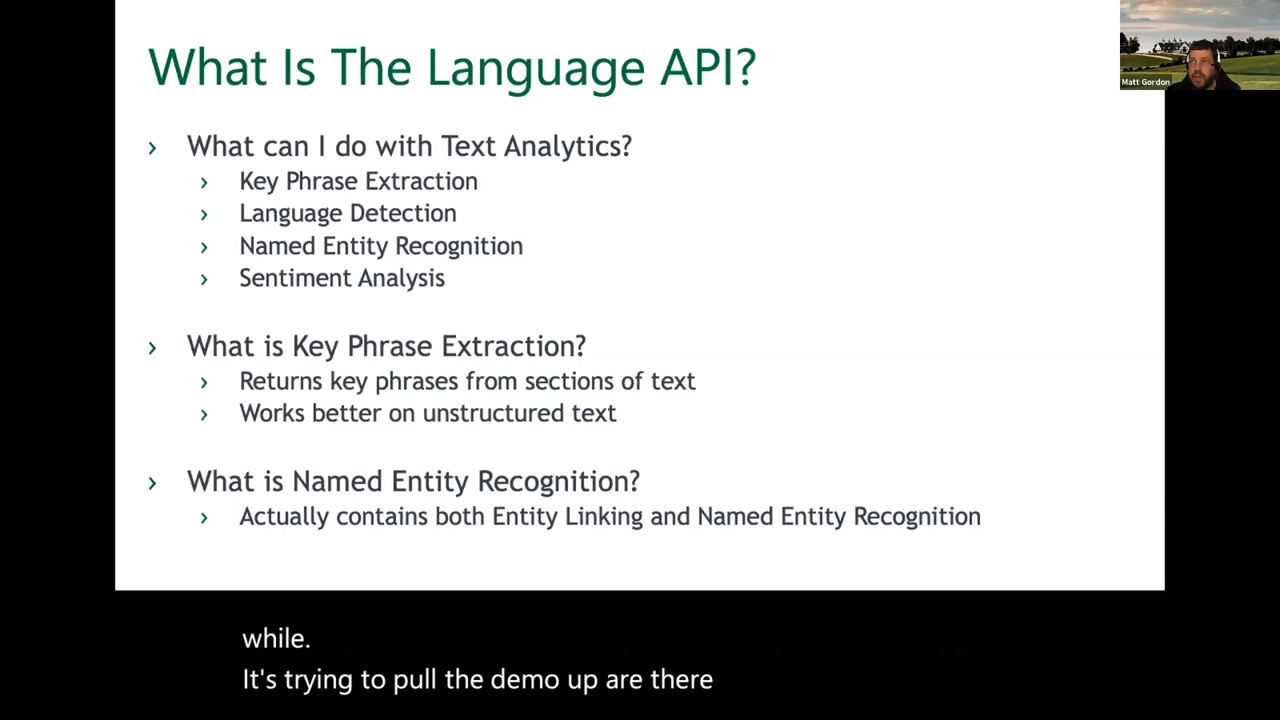 What Is The Language API?
Matt Gordon
› What can I do with Text Analytics?
› Key Phrase Extraction
› Language Detection
› Named Entity Recognition
› Sentiment Analysis
› What is Key Phrase Extraction?
› Returns key phrases from sections of text
› Works better on unstructured text
› What is Named Entity Recognition?
› Actually contains both Entity Linking and Named Entity Recognition
while.
It's trying to pull the demo up are there